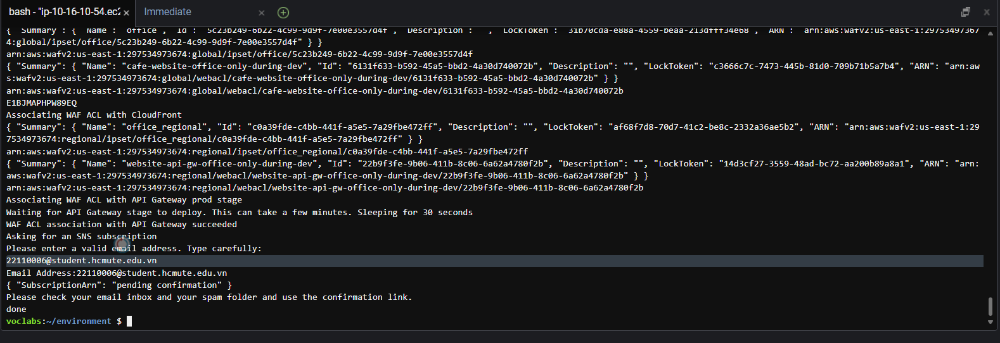 bash - "ip-10-16-10-54.ec2 ×
Immediate ×
{ "Summary": { "Name": "office", "Id": "5c23b249-6b22-4c99-9d9f-7e00e3557d4f", "Description": "", "LockToken": "31b70cda-e88a-4559-beaa-213dfff34e68", "ARN": "arn:aws:wafv2:us-east-1:29753497367
4:global/ipset/office/5c23b249-6b22-4c99-9d9f-7e00e3557d4f" } }
arn:aws:wafv2:us-east-1:297534973674:global/ipset/office/5c23b249-6b22-4c99-9d9f-7e00e3557d4f
{ "Summary": { "Name": "cafe-website-office-only-during-dev", "Id": "6131f633-b592-45a5-bbd2-4a30d740072b", "Description": "", "LockToken": "c3666c7c-7473-445b-81d0-709b71b5a7b4", "ARN": "arn:aw
s:wafv2:us-east-1:297534973674:global/webacl/cafe-website-office-only-during-dev/6131f633-b592-45a5-bbd2-4a30d740072b" } }
arn:aws:wafv2:us-east-1:297534973674:global/webacl/cafe-website-office-only-during-dev/6131f633-b592-45a5-bbd2-4a30d740072b
E1BJMAPHPW89EQ
Associating WAF ACL with CloudFront
{ "Summary": { "Name": "office_regional", "Id": "c0a39fde-c4bb-441f-a5e5-7a29fbe472ff", "Description": "", "LockToken": "af68f7d8-70d7-41c2-be8c-2332a36ae5b2", "ARN": "arn:aws:wafv2:us-east-1:29
7534973674:regional/ipset/office_regional/c0a39fde-c4bb-441f-a5e5-7a29fbe472ff" } }
arn:aws:wafv2:us-east-1:297534973674:regional/ipset/office_regional/c0a39fde-c4bb-441f-a5e5-7a29fbe472ff
{ "Summary": { "Name": "website-api-gw-office-only-during-dev", "Id": "22b9f3fe-9b06-411b-8c06-6a62a4780f2b", "Description": "", "LockToken": "14d3cf27-3559-48ad-bc72-aa200b89a8a1", "ARN": "arn:
aws:wafv2:us-east-1:297534973674:regional/webacl/website-api-gw-office-only-during-dev/22b9f3fe-9b06-411b-8c06-6a62a4780f2b" } }
arn:aws:wafv2:us-east-1:297534973674:regional/webacl/website-api-gw-office-only-during-dev/22b9f3fe-9b06-411b-8c06-6a62a4780f2b
Associating WAF ACL with API Gateway prod stage
Waiting for API Gateway stage to deploy. This can take a few minutes. Sleeping for 30 seconds
WAF ACL association with API Gateway succeeded
Asking for an SNS subscription
Please enter a valid email address. Type carefully:
22110006@student.hcmute.edu.vn
Email Address:22110006@student.hcmute.edu.vn
{ "SubscriptionArn": "pending confirmation" }
Please check your email inbox and your spam folder and use the confirmation link.
done
voclabs:~/environment $